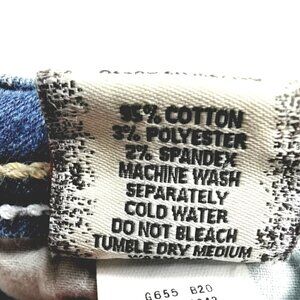 95% COTTON
3% POLYESTER
2% SPANDEX
MACHINE WASH
SEPARATELY
COLD WATER
DO NOT BLEACH
TUMBLE DRY MEDIUM
G655 B20